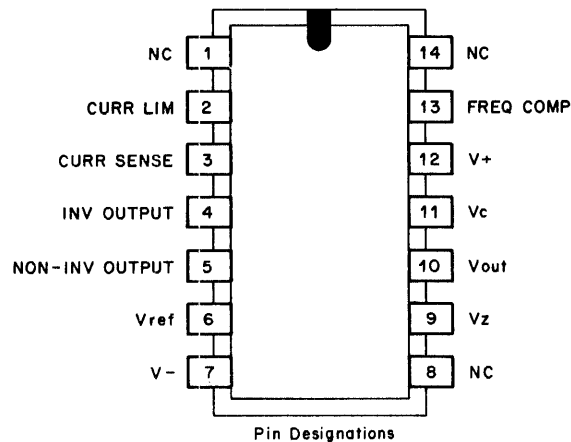 NC 1 14 NC
CURR LIM 2 13 FREQ COMP
CURR SENSE 3 12 V+
INV OUTPUT 4 11 Vc
NON-INV OUTPUT 5 10 Vout
Vref 6 9 Vz
V- 7 8 NC
Pin Designations